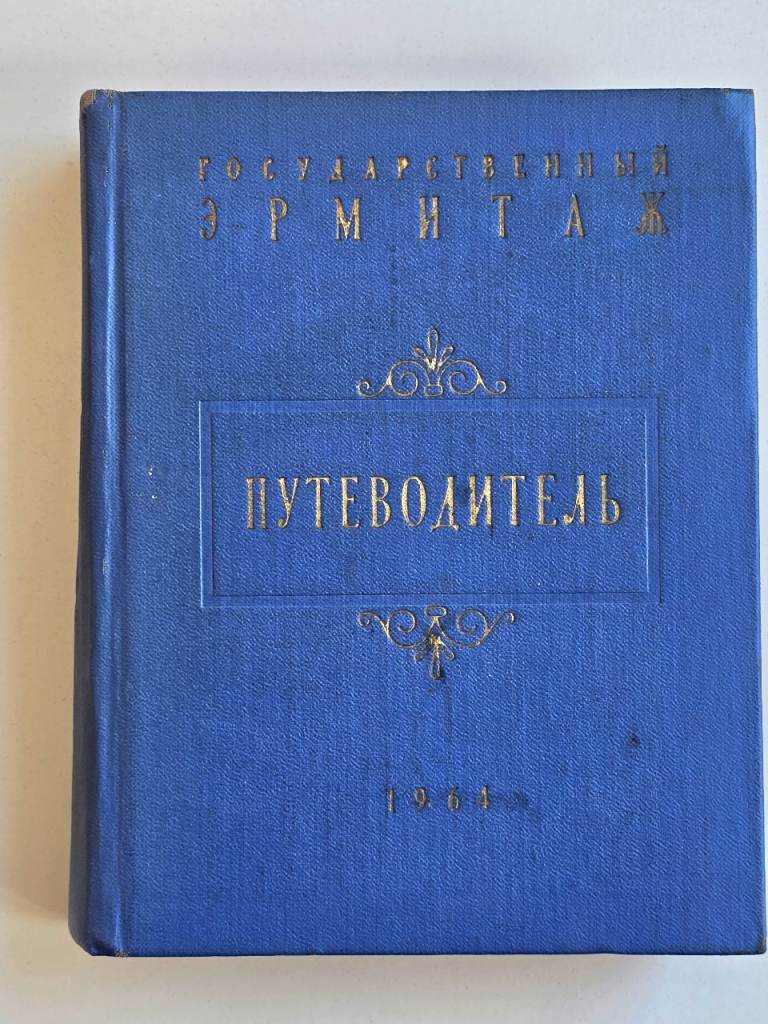 ГОСУДАРСТВЕННЫЙ
ЭРМИТАЖ
ПУТЕВОДИТЕЛЬ
1964